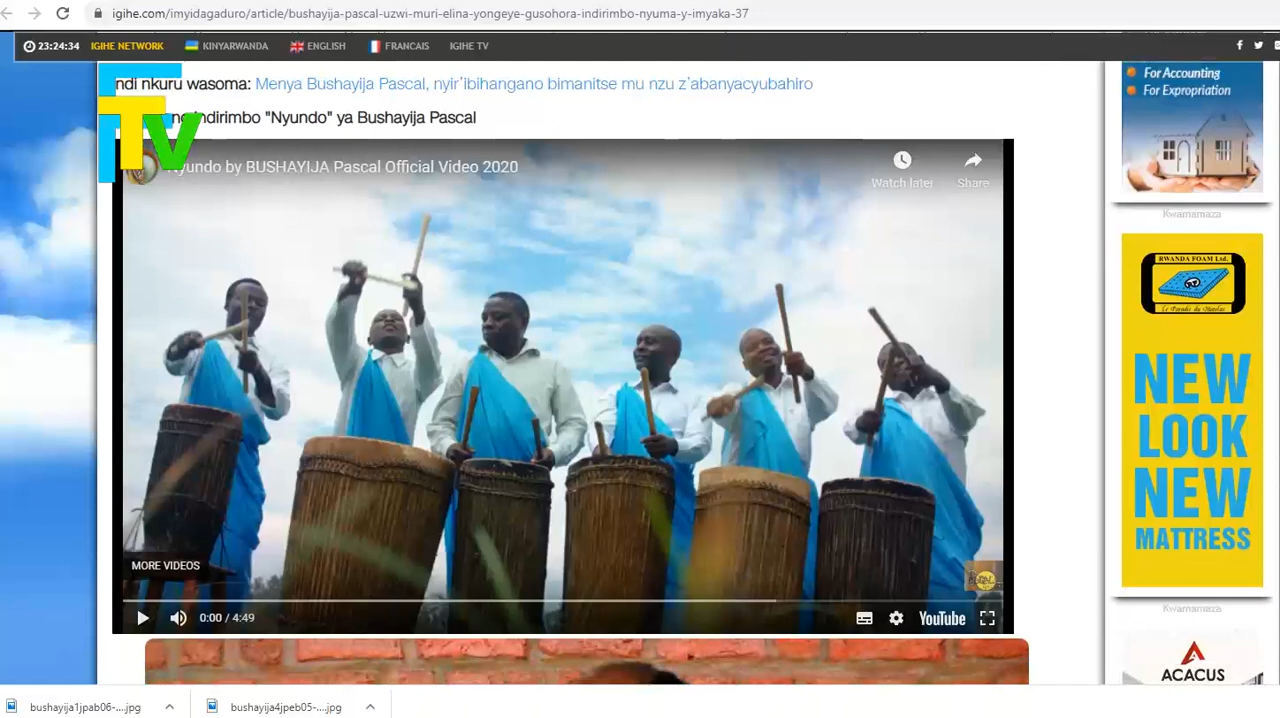 igihe.com/imyidagaduro/article/bushayija-pascal-uzwi-muri-elina-yongeye-gusohora-indirimbo-nyuma-y-imyaka-37
23:24:34 IGIHE NETWORK KINYARWANDA ENGLISH FRANCAIS IGIHE TV
ndi nkuru wasoma: Menya Bushayija Pascal, nyir'ibihangano bimanitse mu nzu z'abanyacyubahiro
indirimbo "Nyundo" ya Bushayija Pascal
TV
Nyundo by BUSHAYIJA Pascal Official Video 2020
Watch later
Share
MORE VIDEOS
0:00 / 4:49
YouTube
For Accounting
For Expropriation
Kwamamaza
RWANDA FOAM Ltd.
Le Paradis du Matelas
NEW
LOOK
NEW
MATTRESS
Kwamamaza
ACACUS
bushayija1jpab06-....jpg
bushayija4jpeb05-....jpg